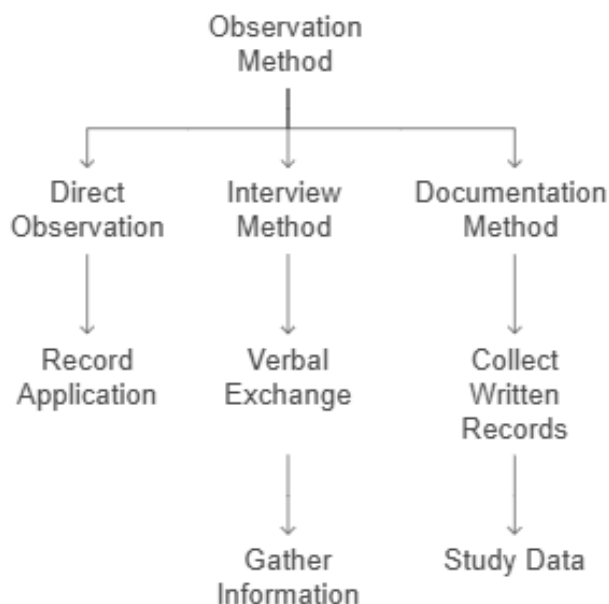 Observation
Method
Direct
Observation
Interview
Method
Documentation
Method
Record
Application
Verbal
Exchange
Collect
Written
Records
Gather
Information
Study Data